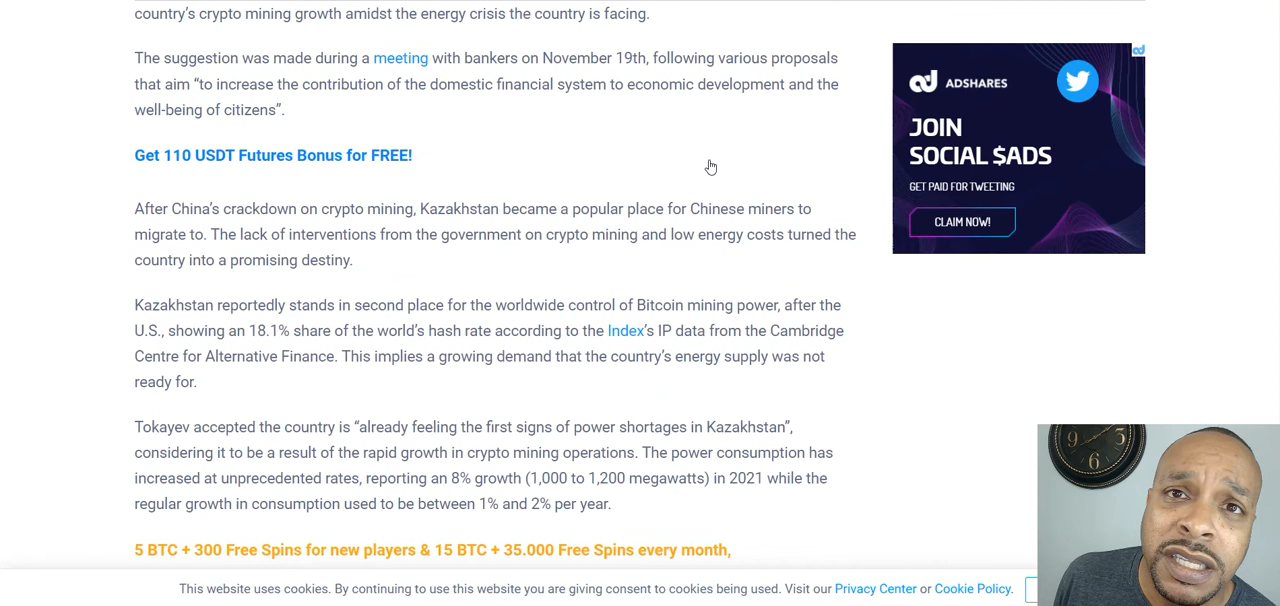 country's crypto mining growth amidst the energy crisis the country is facing.
The suggestion was made during a meeting with bankers on November 19th, following various proposals
that aim “to increase the contribution of the domestic financial system to economic development and the
well-being of citizens”.
Get 110 USDT Futures Bonus for FREE!
After China's crackdown on crypto mining, Kazakhstan became a popular place for Chinese miners to
migrate to. The lack of interventions from the government on crypto mining and low energy costs turned the
country into a promising destiny.
Kazakhstan reportedly stands in second place for the worldwide control of Bitcoin mining power, after the
U.S., showing an 18.1% share of the world's hash rate according to the Index's IP data from the Cambridge
Centre for Alternative Finance. This implies a growing demand that the country's energy supply was not
ready for.
Tokayev accepted the country is “already feeling the first signs of power shortages in Kazakhstan”,
considering it to be a result of the rapid growth in crypto mining operations. The power consumption has
increased at unprecedented rates, reporting an 8% growth (1,000 to 1,200 megawatts) in 2021 while the
regular growth in consumption used to be between 1% and 2% per year.
5 BTC + 300 Free Spins for new players & 15 BTC + 35.000 Free Spins every month,
ADSHARES
JOIN
SOCIAL $ADS
GET PAID FOR TWEETING
CLAIM NOW!
9 3
6
This website uses cookies. By continuing to use this website you are giving consent to cookies being used. Visit our Privacy Center or Cookie Policy.